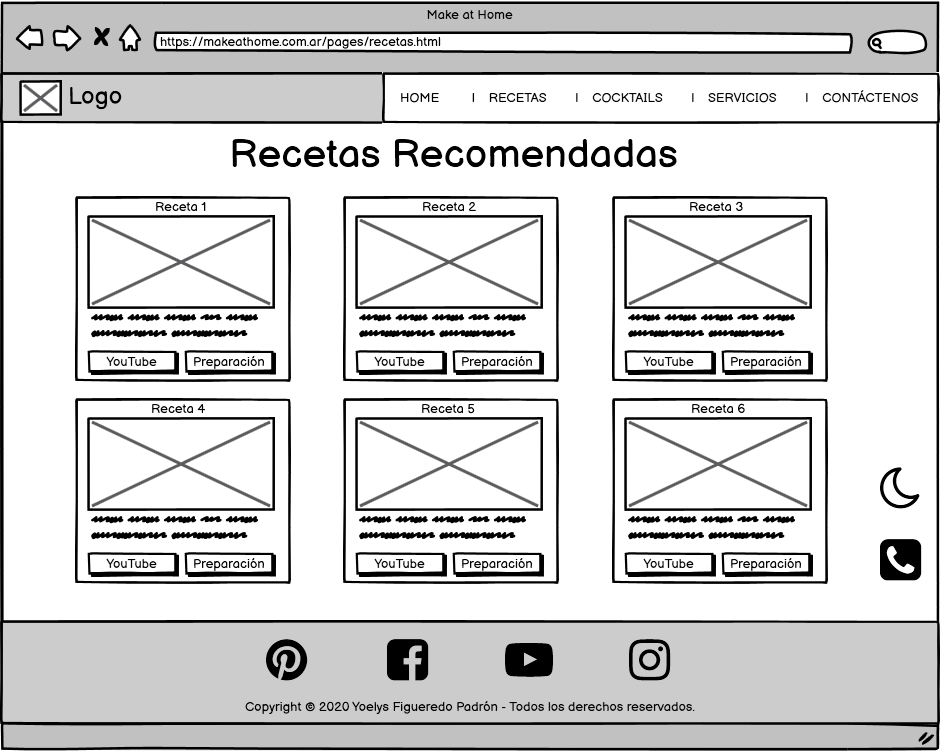 Make at Home
https://makeathome.com.ar/pages/recetas.html
Logo
HOME | RECETAS | COCKTAILS | SERVICIOS | CONTÁCTENOS
Recetas Recomendadas
Receta 1
Receta 2
Receta 3
YouTube Preparación
YouTube Preparación
YouTube Preparación
Receta 4
Receta 5
Receta 6
YouTube Preparación
YouTube Preparación
YouTube Preparación
Copyright © 2020 Yoelys Figueredo Padrón - Todos los derechos reservados.